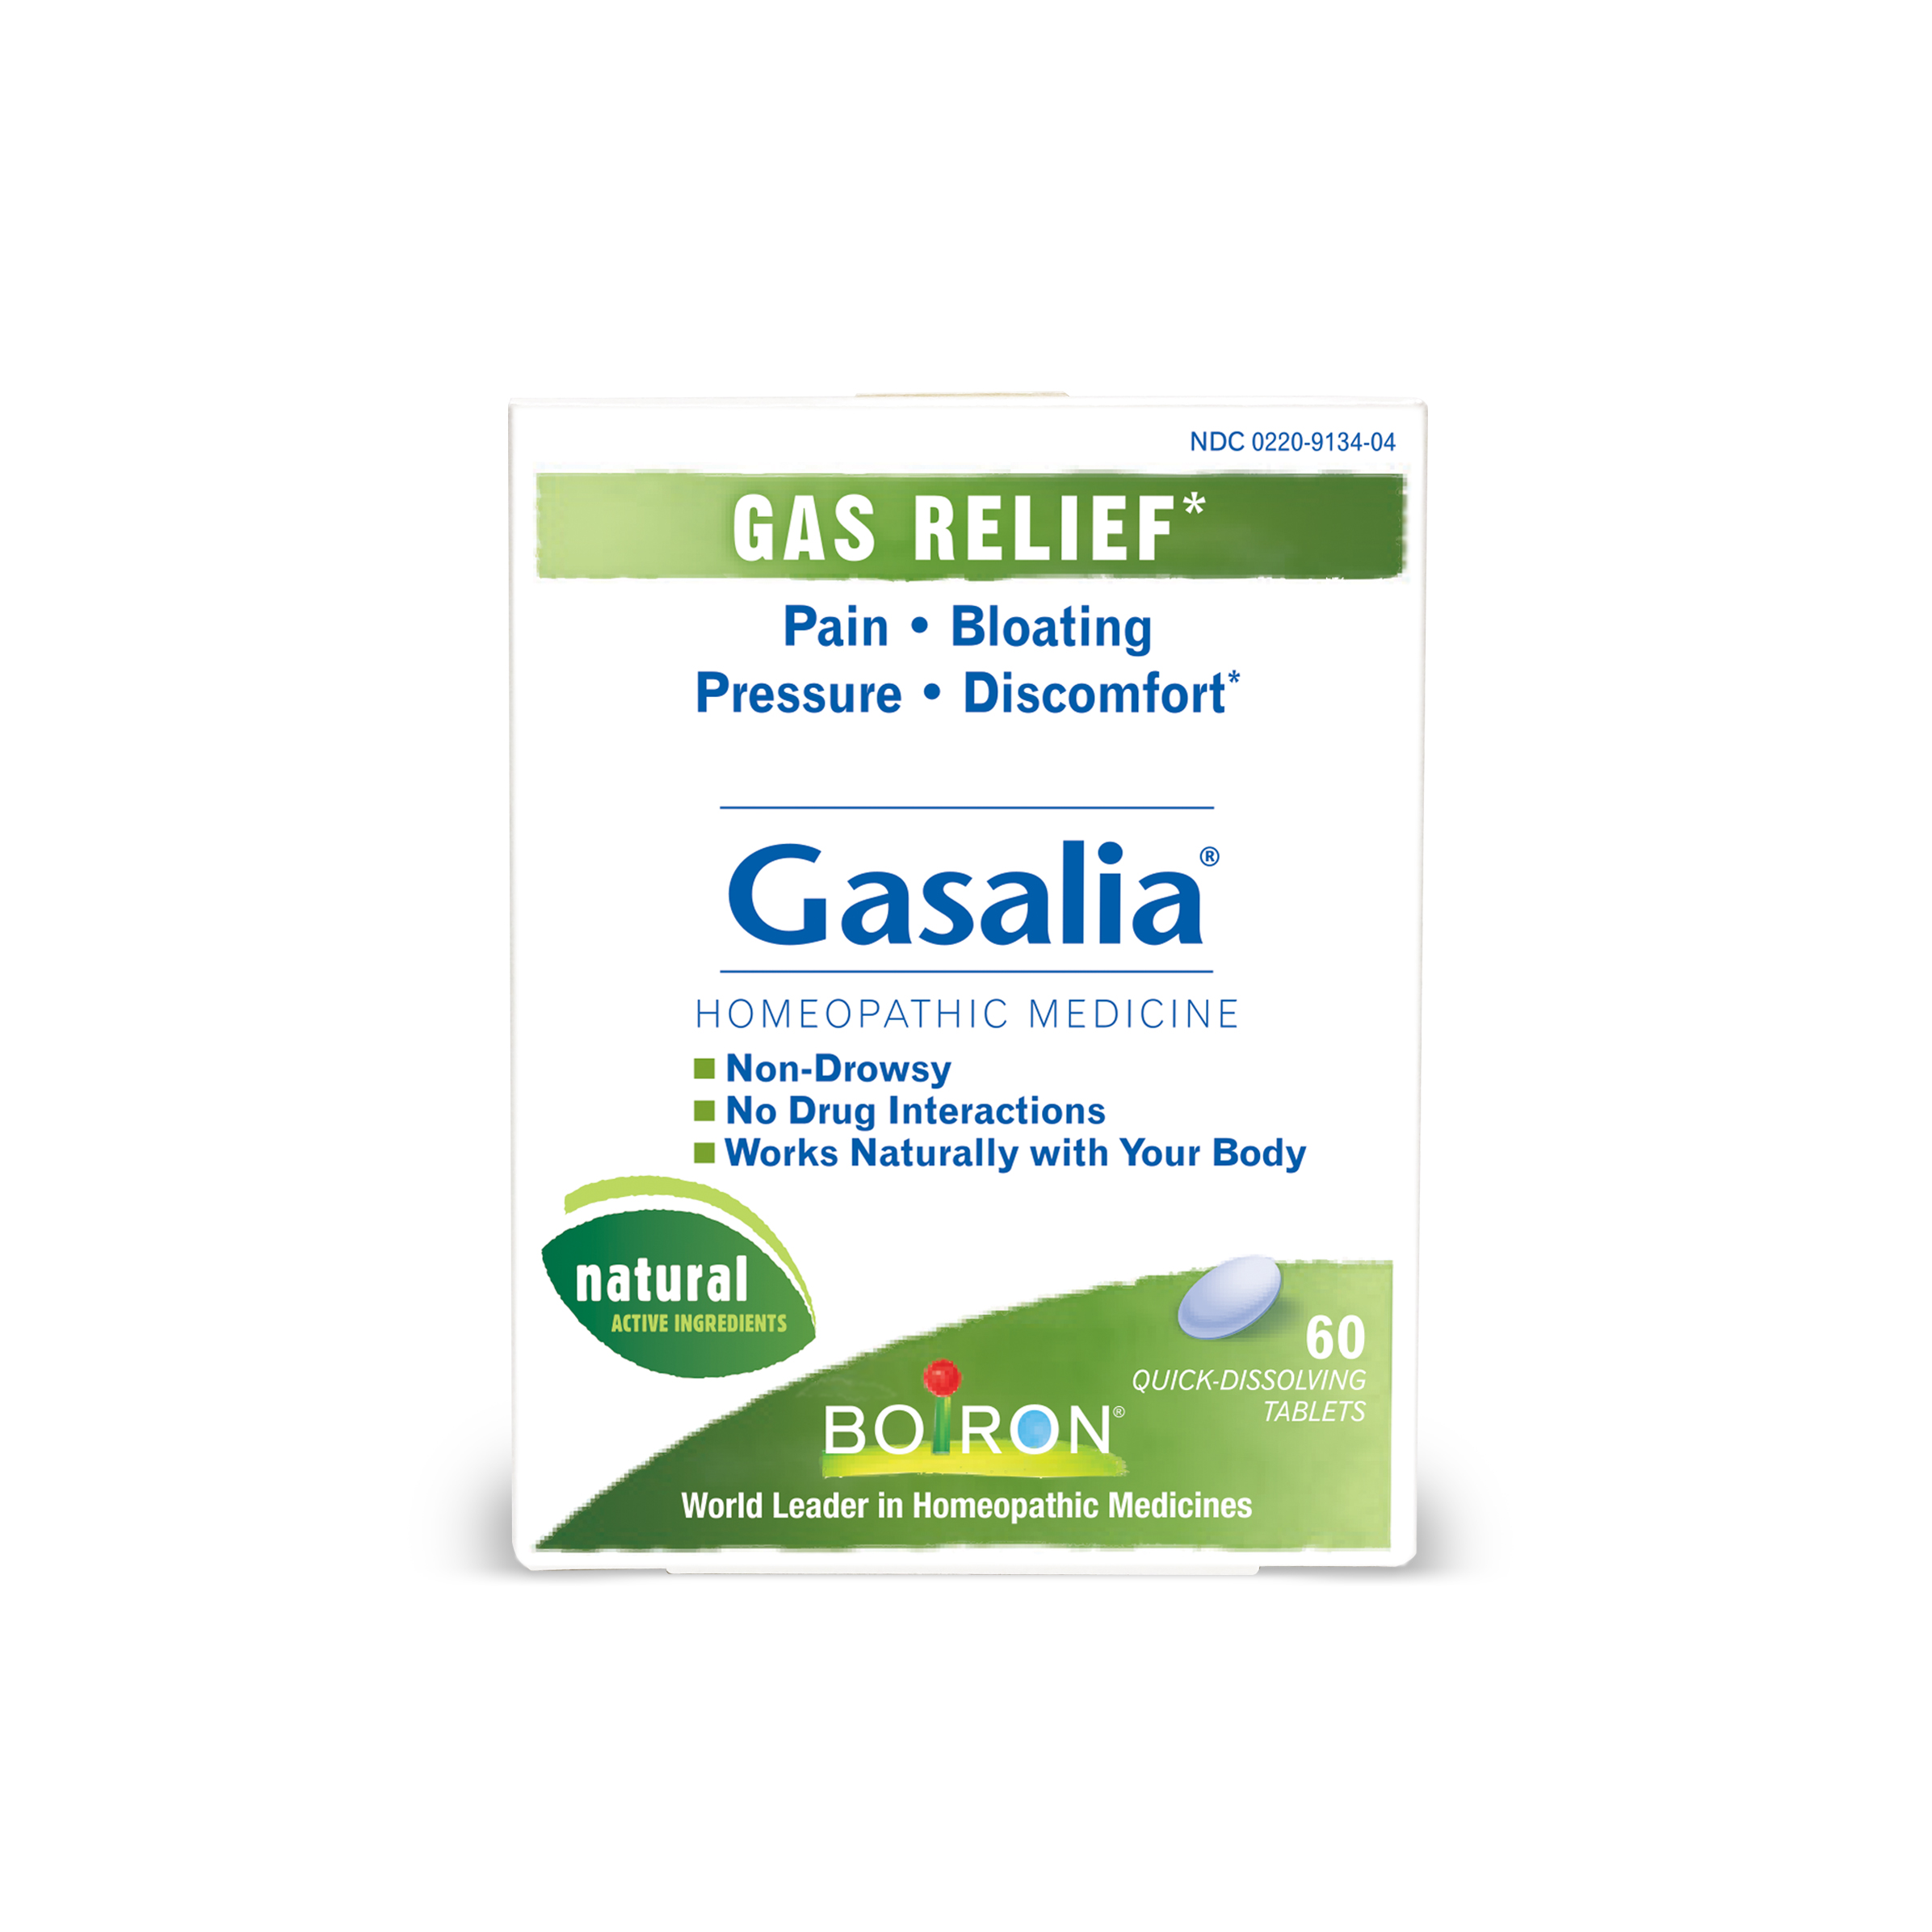 NDC 0220-9134-04
GAS RELIEF*
Pain • Bloating
Pressure • Discomfort*
Gasalia®
HOMEOPATHIC MEDICINE
Non-Drowsy
No Drug Interactions
Works Naturally with Your Body
natural
ACTIVE INGREDIENTS
60
QUICK-DISSOLVING
TABLETS
BOIRON®
World Leader in Homeopathic Medicines